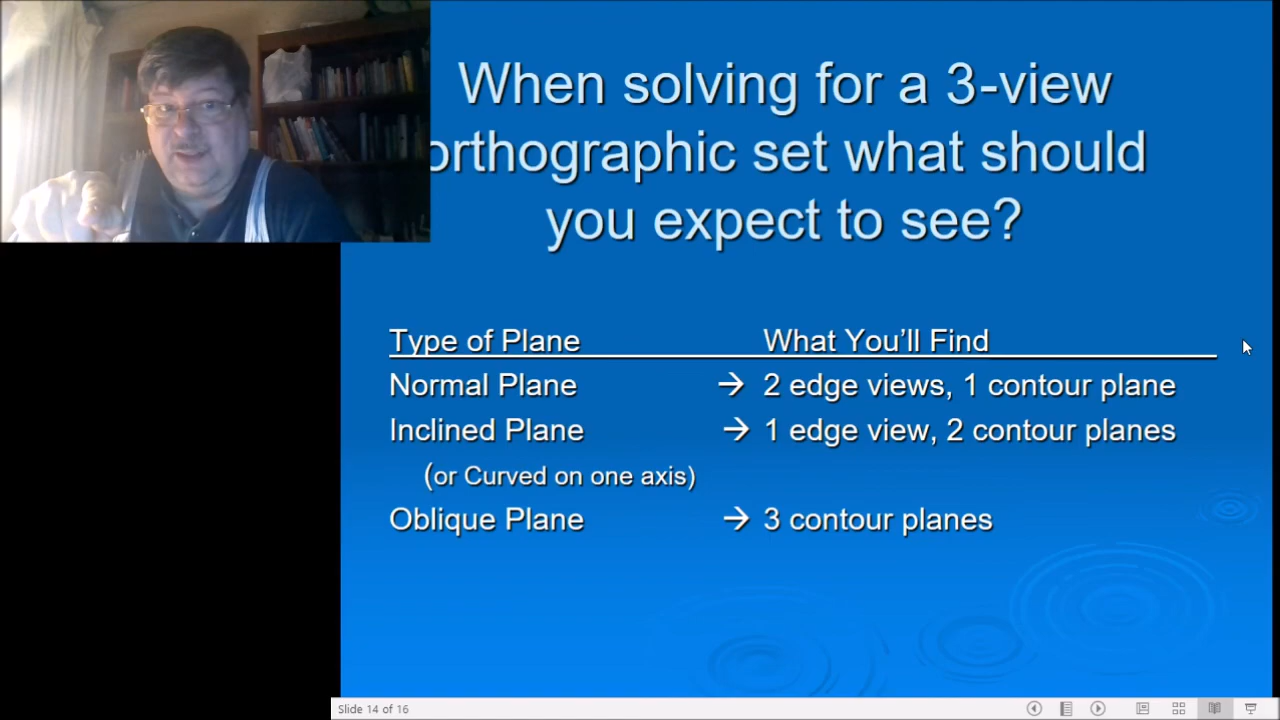 When solving for a 3-view
orthographic set what should
you expect to see?
Type of Plane What You'll Find
Normal Plane → 2 edge views, 1 contour plane
Inclined Plane → 1 edge view, 2 contour planes
(or Curved on one axis)
Oblique Plane → 3 contour planes
Slide 14 of 16